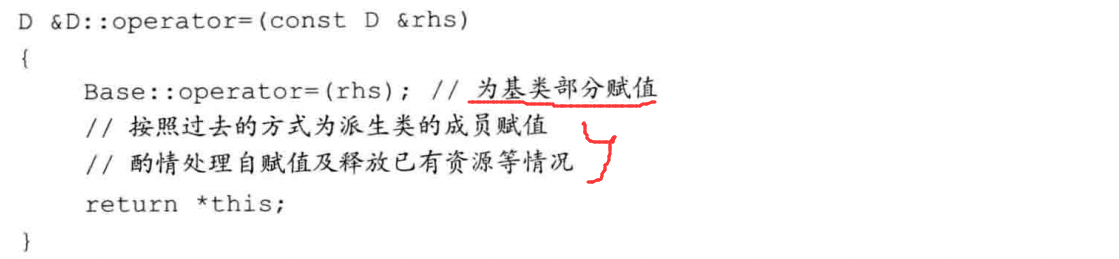 D &D::operator=(const D &rhs)
{
    Base::operator=(rhs); // 为基类部分赋值
    // 按照过去的方式为派生类的成员赋值
    // 酌情处理自赋值及释放已有资源等情况
    return *this;
}